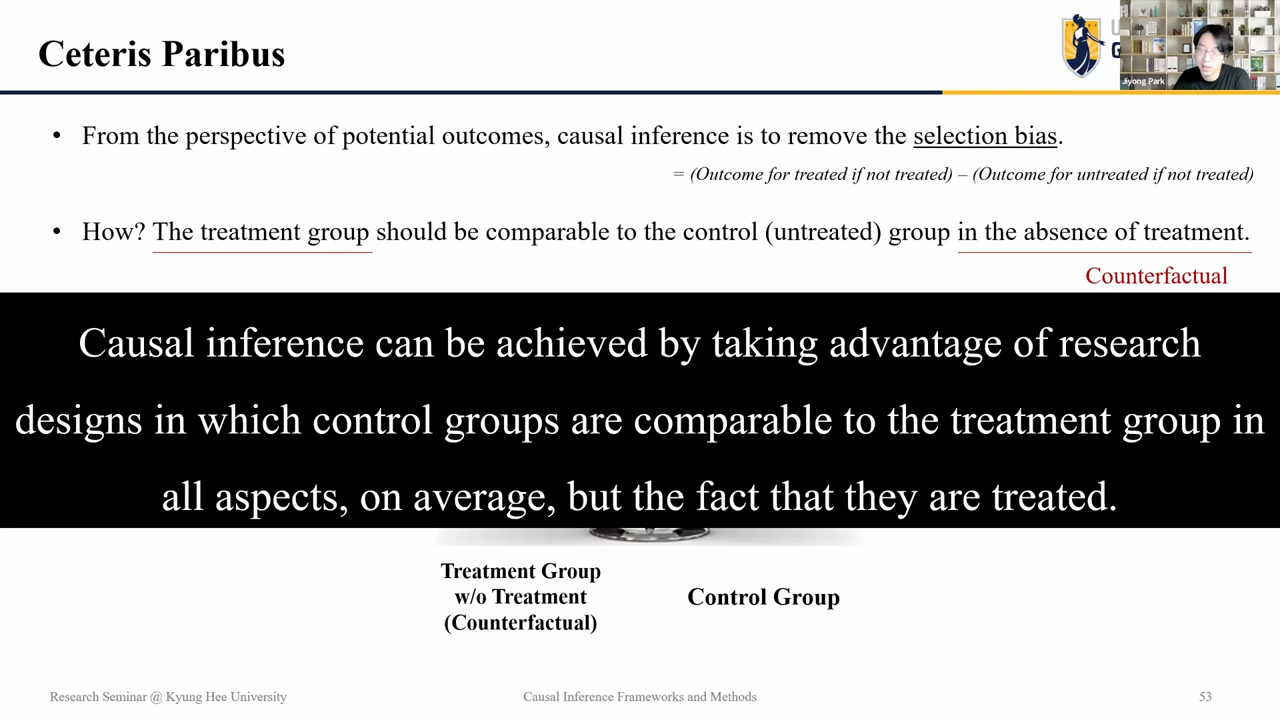 Ceteris Paribus
Jiyong Park
• From the perspective of potential outcomes, causal inference is to remove the selection bias.
= (Outcome for treated if not treated) – (Outcome for untreated if not treated)
• How? The treatment group should be comparable to the control (untreated) group in the absence of treatment.
Counterfactual
Causal inference can be achieved by taking advantage of research
designs in which control groups are comparable to the treatment group in
all aspects, on average, but the fact that they are treated.
Treatment Group
w/o Treatment
(Counterfactual)
Control Group
Research Seminar @ Kyung Hee University
Causal Inference Frameworks and Methods
53